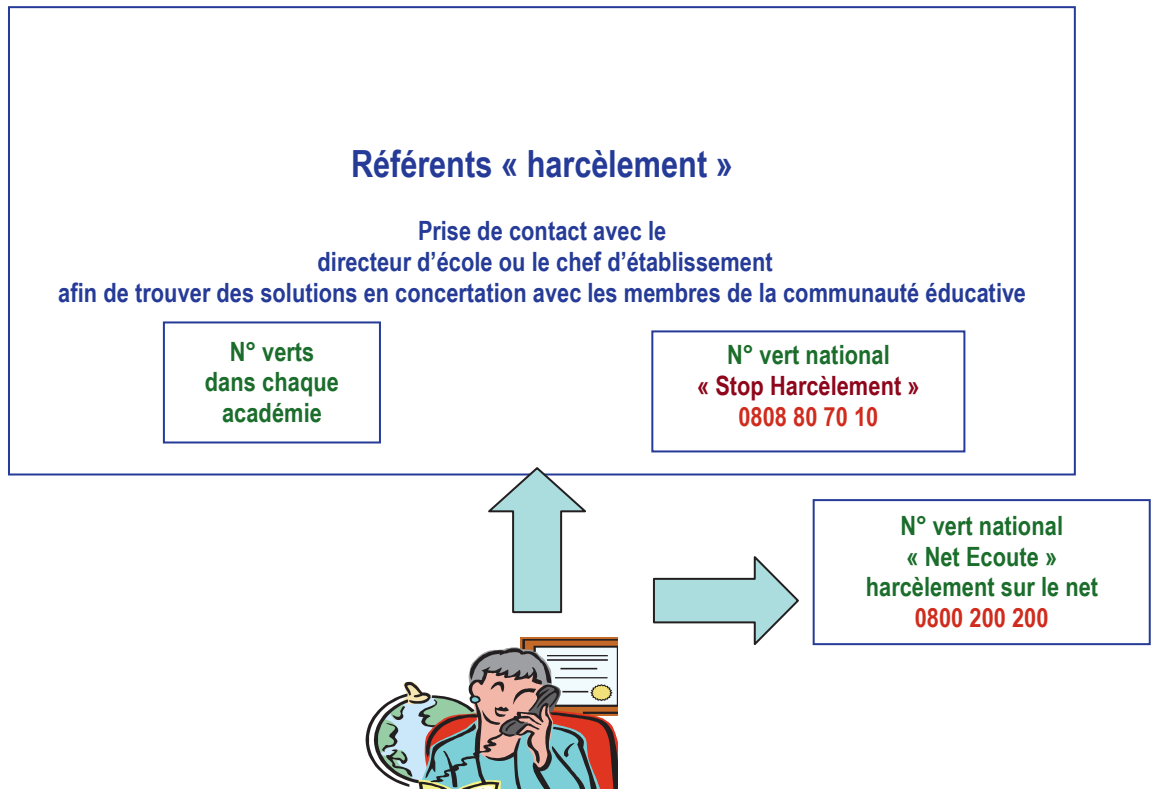 Référents « harcèlement »
Prise de contact avec le
directeur d'école ou le chef d'établissement
afin de trouver des solutions en concertation avec les membres de la communauté éducative
N° verts
dans chaque
académie
N° vert national
« Stop Harcèlement »
0808 80 70 10
N° vert national
« Net Ecoute »
harcèlement sur le net
0800 200 200